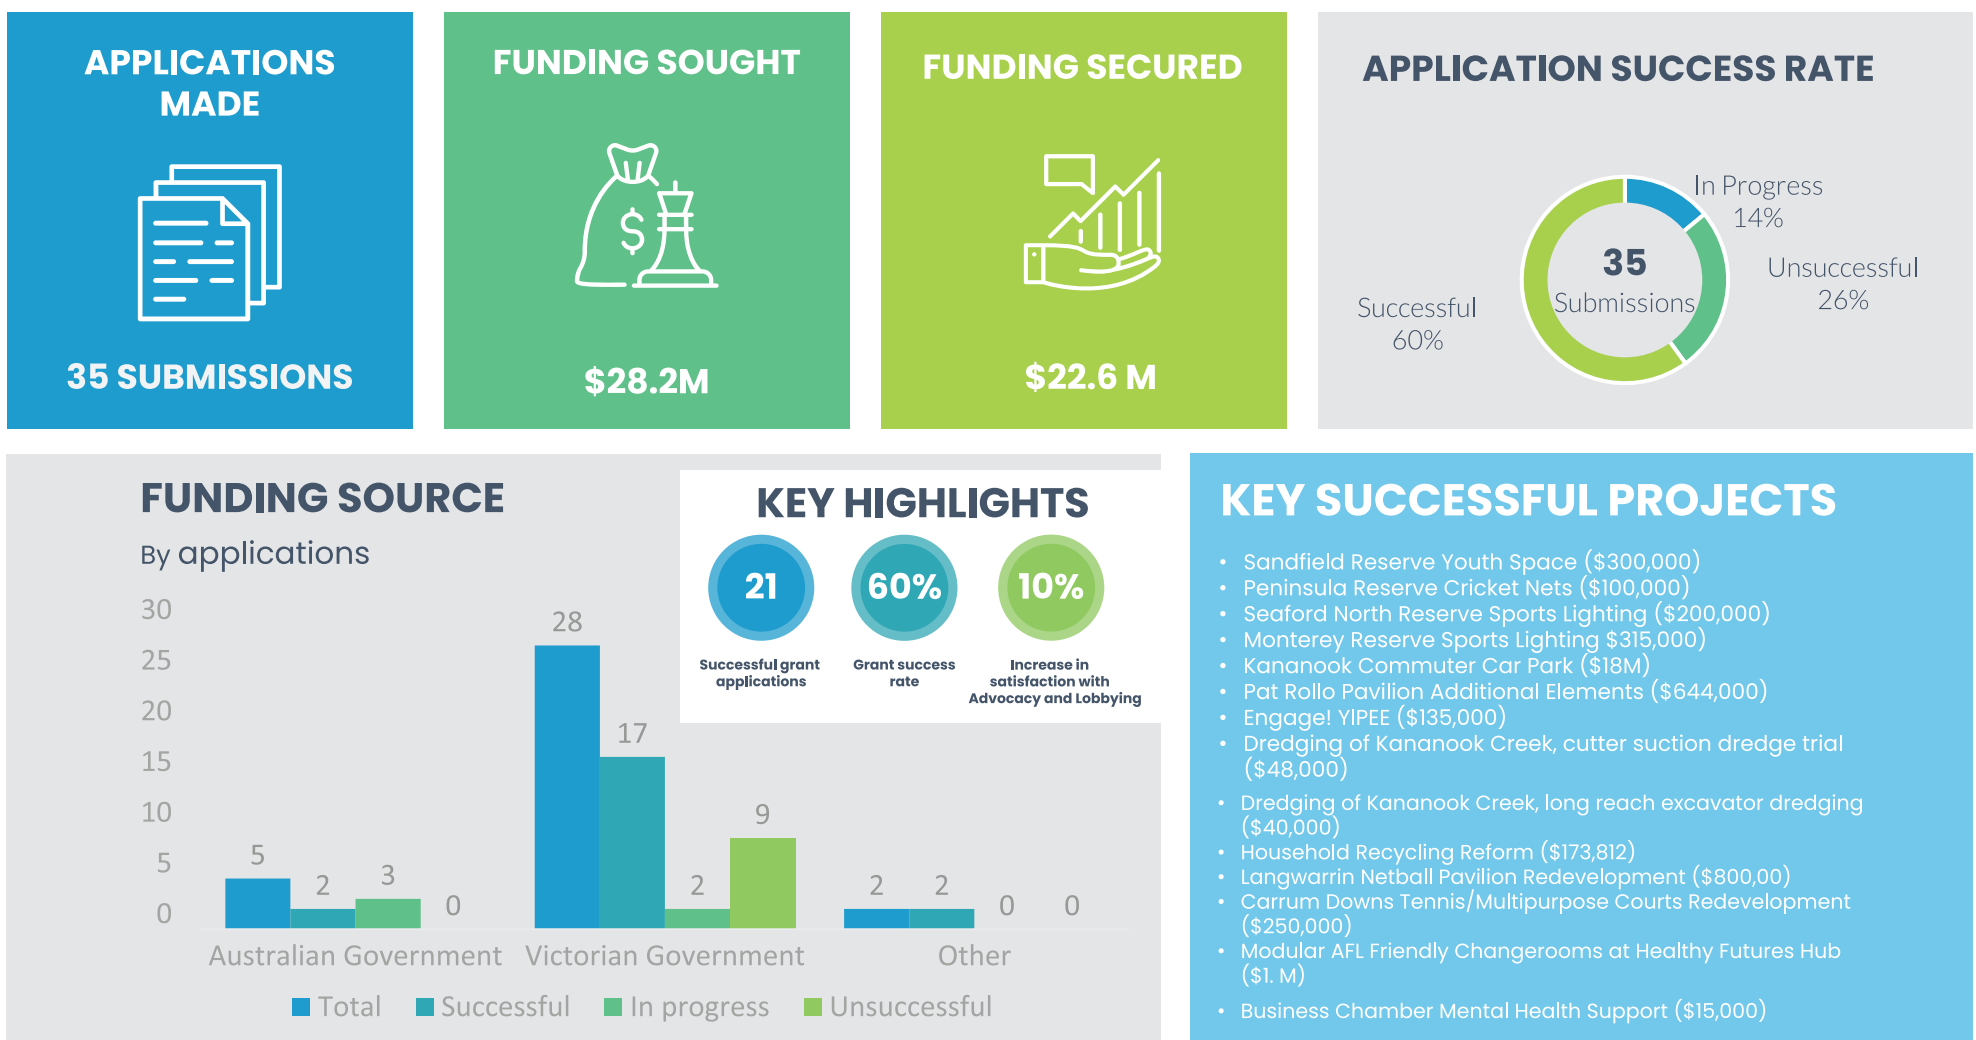 APPLICATIONS
MADE
35 SUBMISSIONS
FUNDING SOUGHT
$
$28.2M
FUNDING SECURED
$22.6 M
APPLICATION SUCCESS RATE
In Progress
14%
Unsuccessful
26%
Successful
60%
35
Submissions
FUNDING SOURCE
By applications
30
25
20
15
10
5
0
5
2
3
0
28
17
2
9
2
2
0
0
Australian Government
Victorian Government
Other
Total
Successful
In progress
Unsuccessful
KEY HIGHLIGHTS
21
60%
10%
Successful grant
applications
Grant success
rate
Increase in
satisfaction with
Advocacy and Lobbying
KEY SUCCESSFUL PROJECTS
• Sandfield Reserve Youth Space ($300,000)
• Peninsula Reserve Cricket Nets ($100,000)
• Seaford North Reserve Sports Lighting ($200,000)
• Monterey Reserve Sports Lighting $315,000)
• Kananook Commuter Car Park ($18M)
• Pat Rollo Pavilion Additional Elements ($644,000)
• Engage! YIPEE ($135,000)
• Dredging of Kananook Creek, cutter suction dredge trial
($48,000)
• Dredging of Kananook Creek, long reach excavator dredging
($40,000)
• Household Recycling Reform ($173,812)
• Langwarrin Netball Pavilion Redevelopment ($800,00)
• Carrum Downs Tennis/Multipurpose Courts Redevelopment
($250,000)
• Modular AFL Friendly Changerooms at Healthy Futures Hub
($1. M)
• Business Chamber Mental Health Support ($15,000)